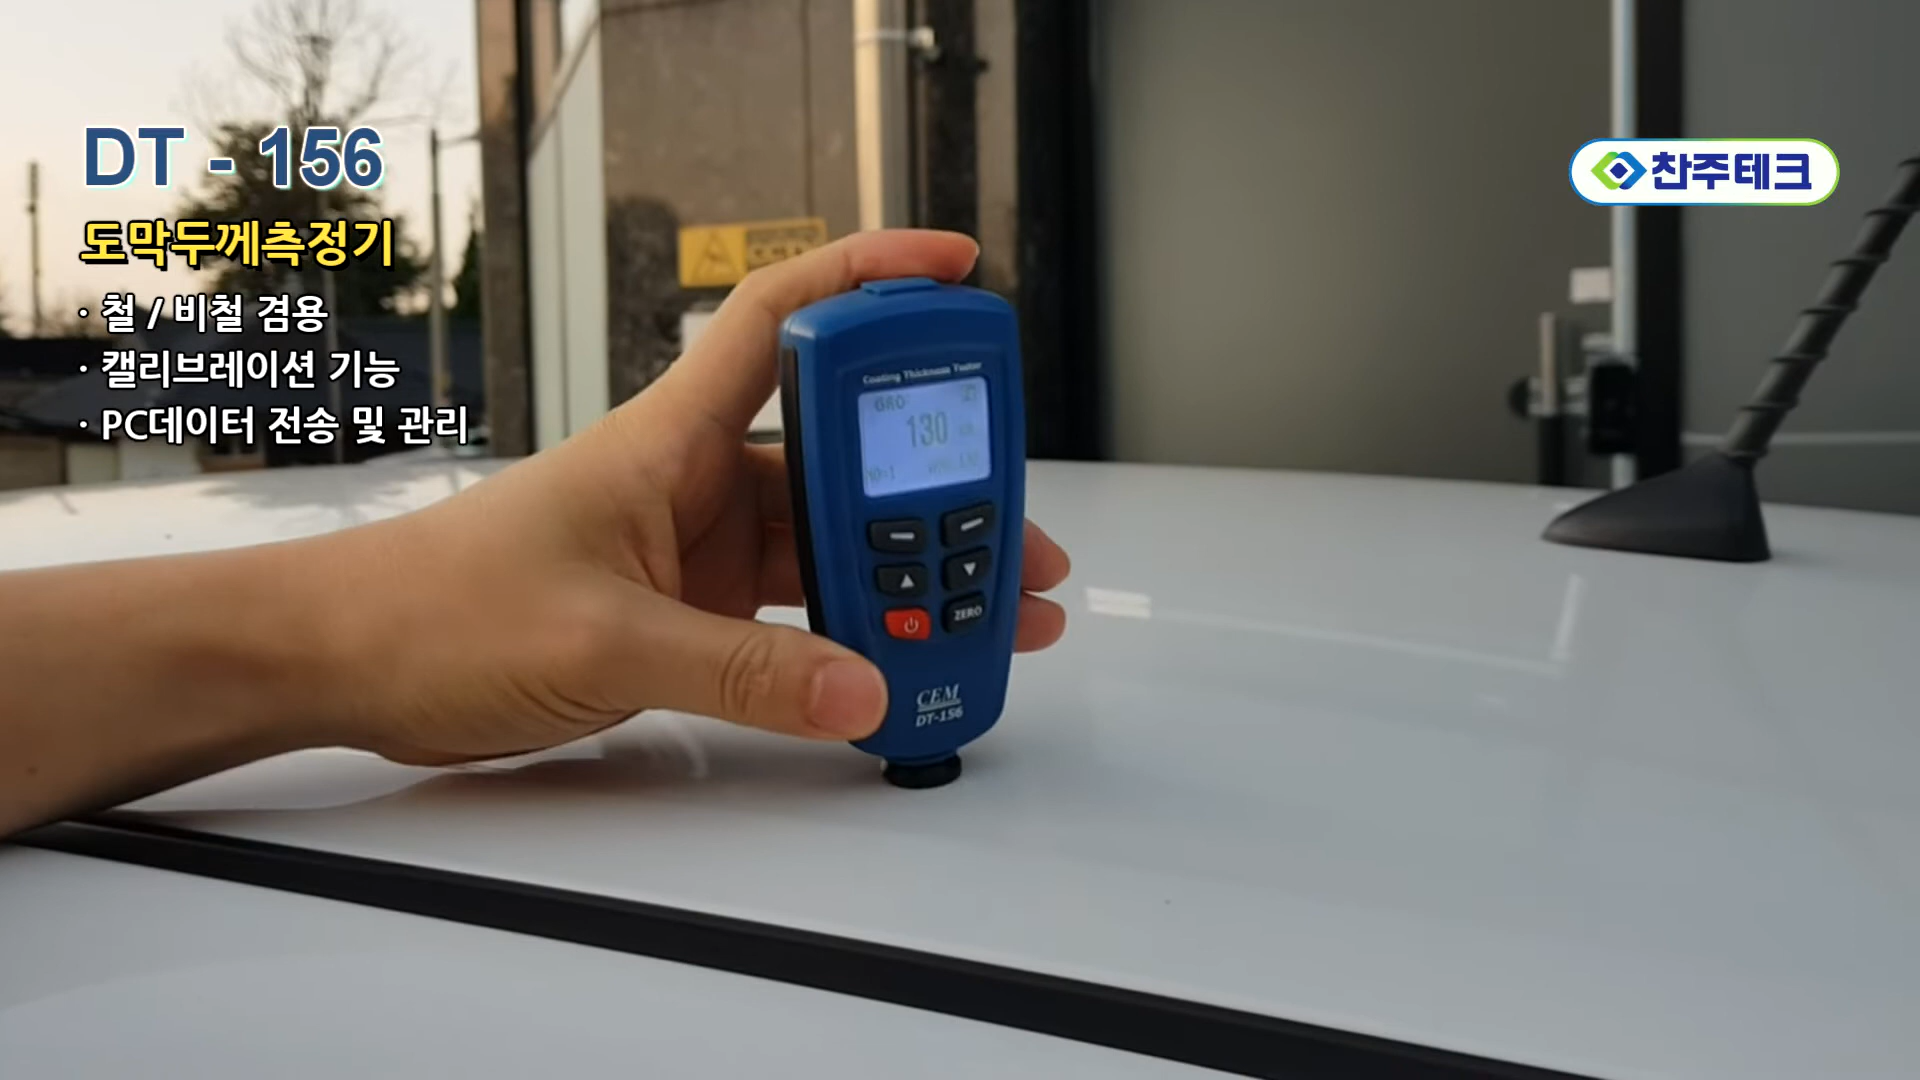 DT - 156
찬주테크
도막두께측정기
· 철 / 비철 겸용
· 캘리브레이션 기능
· PC데이터 전송 및 관리
Coating Thickness Tester
130
ZERO
CEM
DT-156